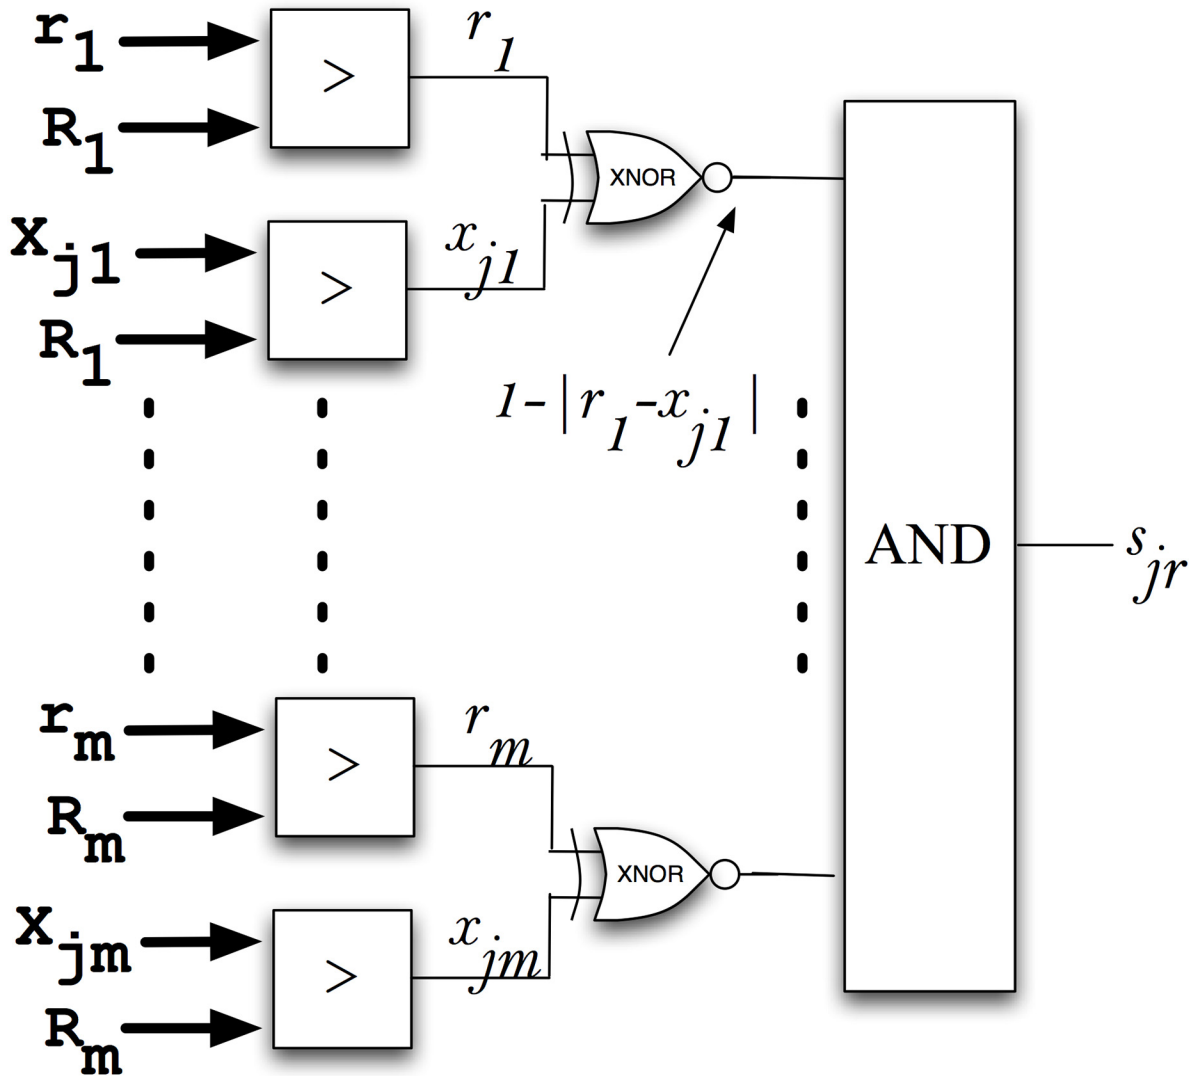 r1
R1
>
r1
xj1
R1
>
xj1
XNOR
1-|r1-xj1|
AND
sjr
rm
Rm
>
rm
xjm
Rm
>
xjm
XNOR